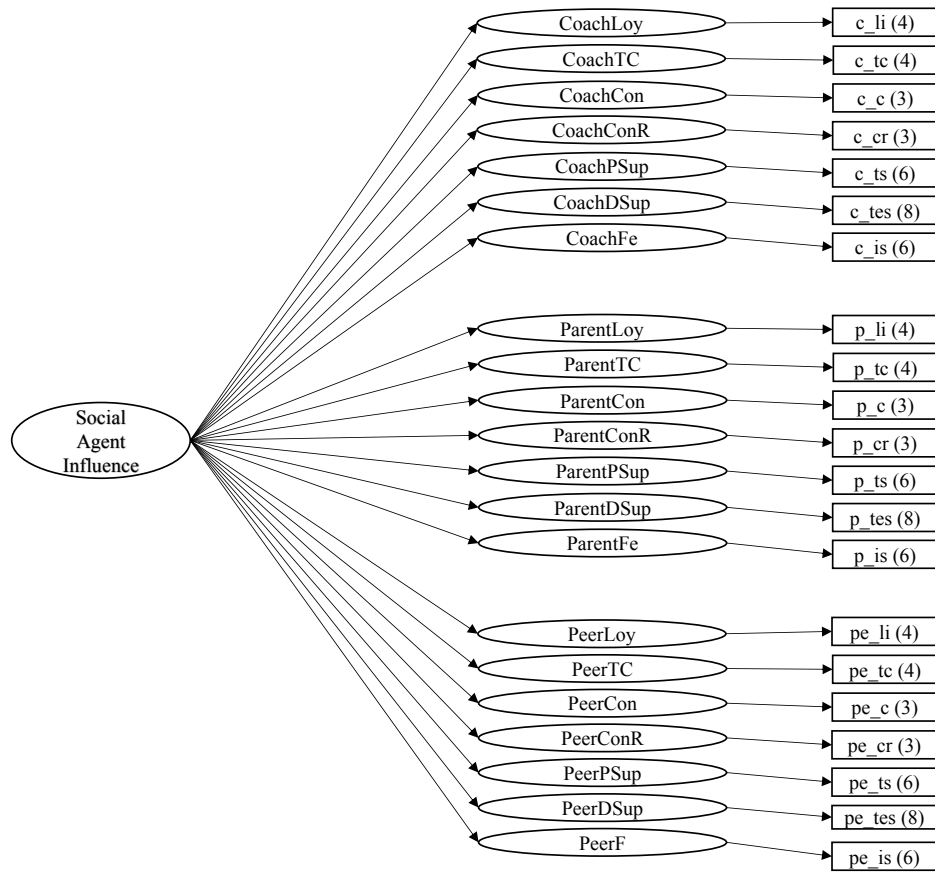 CoachLoy
c_li (4)
CoachTC
c_tc (4)
CoachCon
c_c (3)
CoachConR
c_cr (3)
CoachPSup
c_ts (6)
CoachDSup
c_tes (8)
CoachFe
c_is (6)
ParentLoy
p_li (4)
ParentTC
p_tc (4)
ParentCon
p_c (3)
ParentConR
p_cr (3)
ParentPSup
p_ts (6)
ParentDSup
p_tes (8)
ParentFe
p_is (6)
Social
Agent
Influence
PeerLoy
pe_li (4)
PeerTC
pe_tc (4)
PeerCon
pe_c (3)
PeerConR
pe_cr (3)
PeerPSup
pe_ts (6)
PeerDSup
pe_tes (8)
PeerF
pe_is (6)